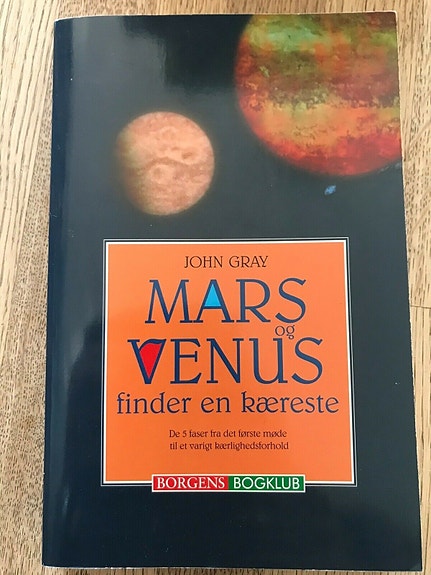 JOHN GRAY
MARS
og
VENUS
finder en kæreste
De 5 faser fra det første møde
til et varigt kærlighedsforhold
BORGENS BOGKLUB